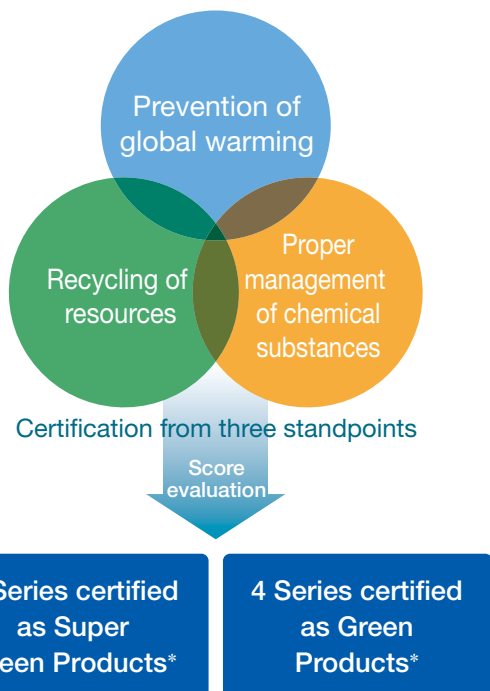 Prevention of
global warming
Recycling of
resources
Proper
management
of chemical
substances
Certification from three standpoints
Score
evaluation
Series certified
as Super
Products*
4 Series certified
as Green
Products*